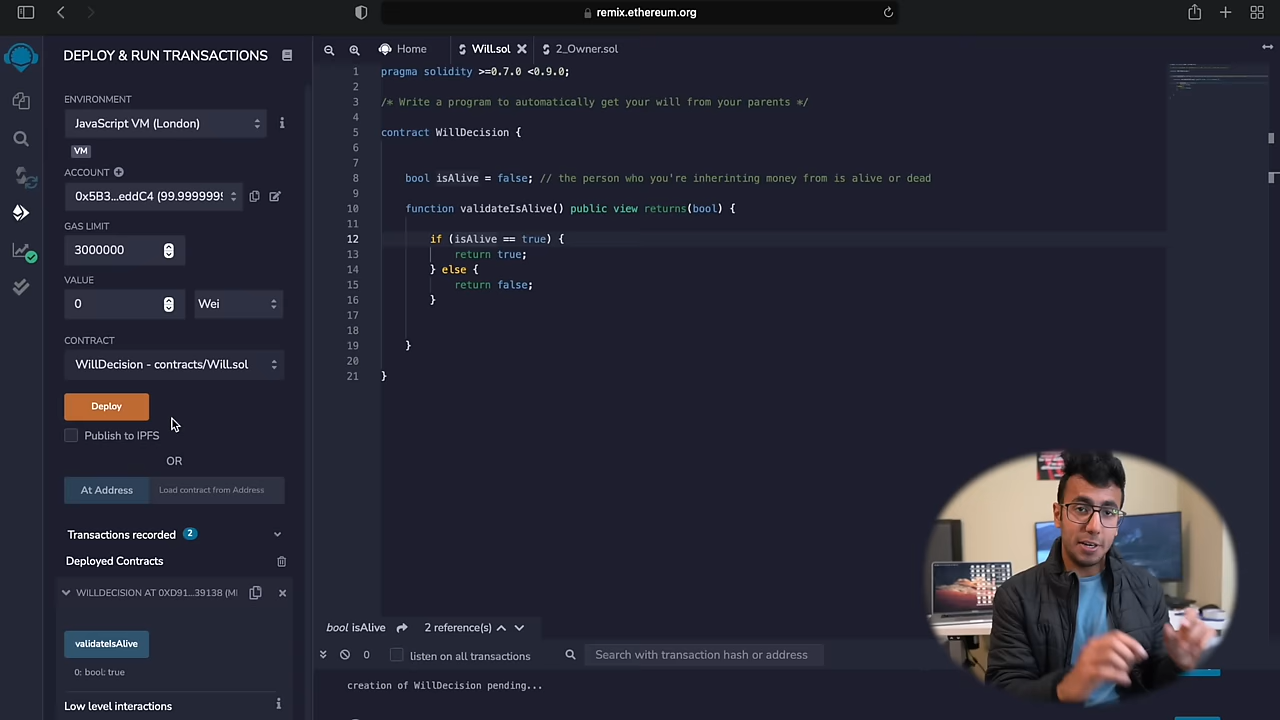 remix.ethereum.org
DEPLOY & RUN TRANSACTIONS
ENVIRONMENT
JavaScript VM (London)
VM
ACCOUNT
0x5B3...eddC4 (99.9999999
GAS LIMIT
3000000
VALUE
0
Wei
CONTRACT
WillDecision - contracts/Will.sol
Deploy
Publish to IPFS
OR
At Address
Load contract from Address
Transactions recorded 2
Deployed Contracts
WILLDECISION AT 0XD91...39138 (M
validateIsAlive
0: bool: true
Low level interactions
Home
Will.sol
2_Owner.sol
1 pragma solidity >=0.7.0 <0.9.0;
2
3 /* Write a program to automatically get your will from your parents */
4
5 contract WillDecision {
6
7
8 bool isAlive = false; // the person who you're inherinting money from is alive or dead
9
10 function validateIsAlive() public view returns(bool) {
11
12 if (isAlive == true) {
13 return true;
14 } else {
15 return false;
16 }
17
18
19 }
20
21 }
bool isAlive
2 reference(s)
0
listen on all transactions
Search with transaction hash or address
creation of WillDecision pending...